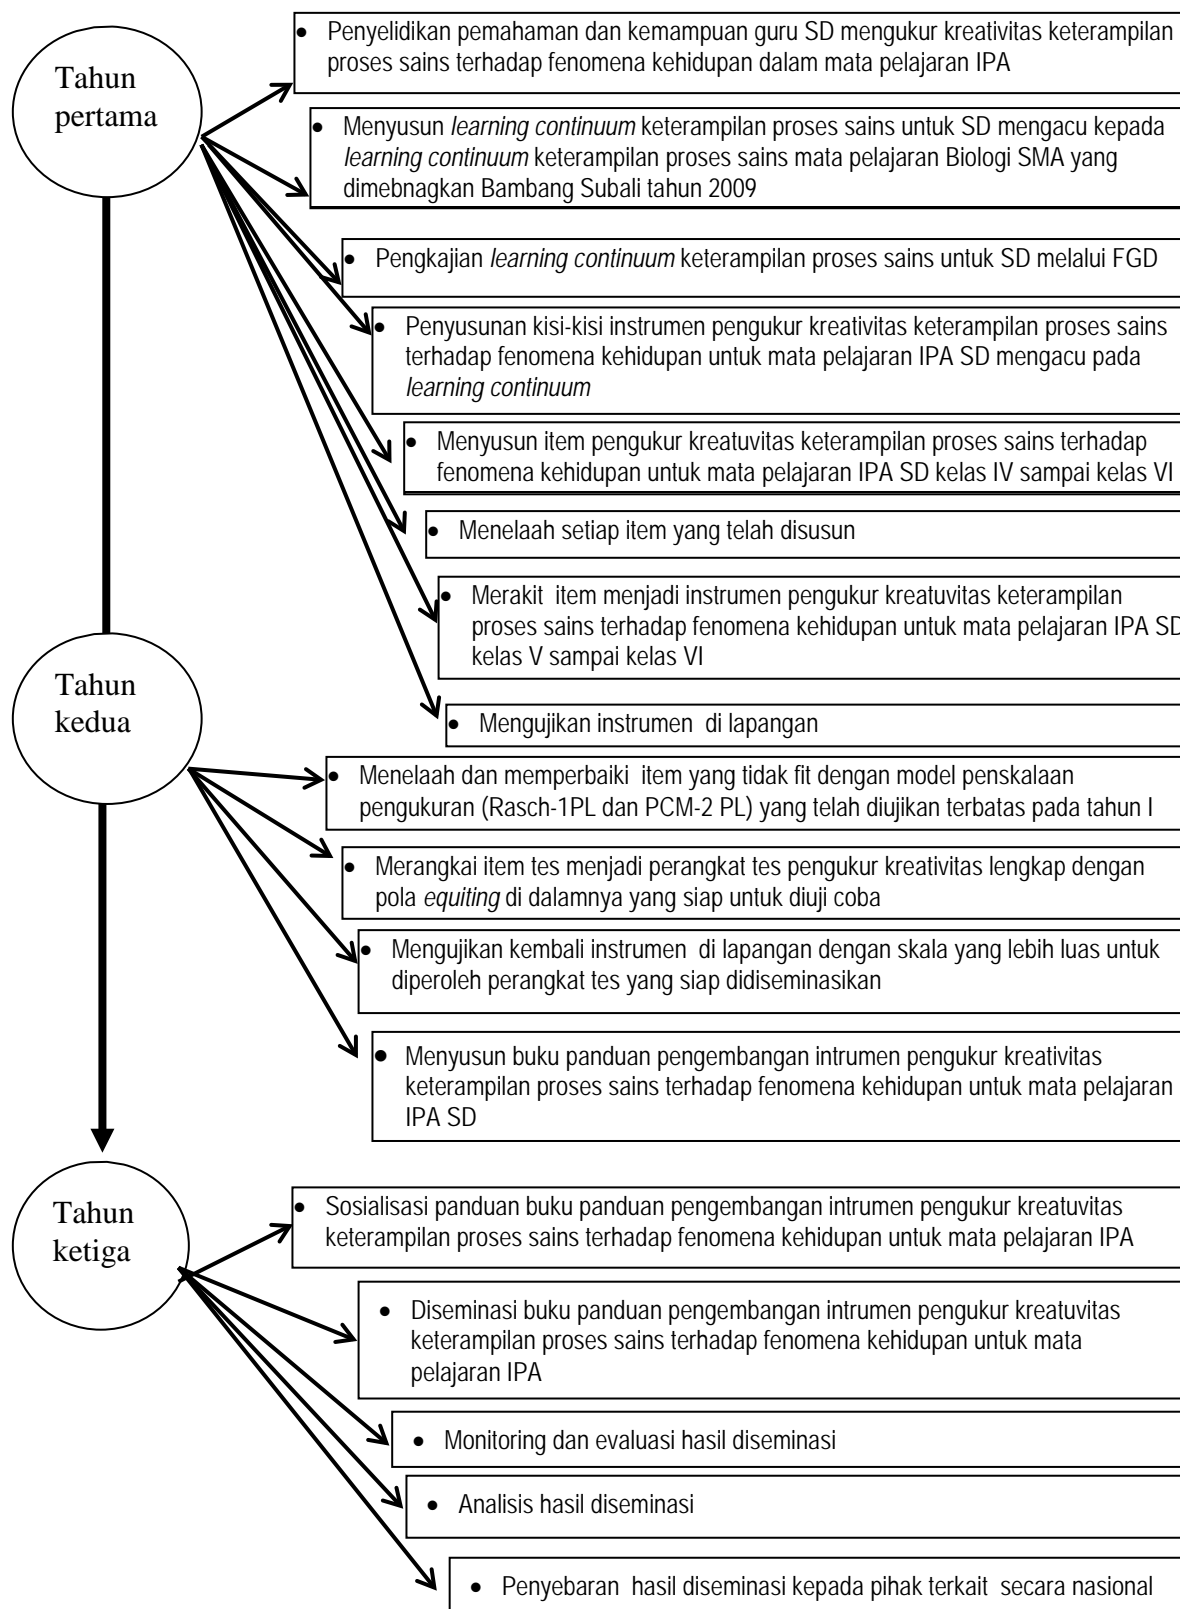 Tahun
pertama
• Penyelidikan pemahaman dan kemampuan guru SD mengukur kreativitas keterampilan
proses sains terhadap fenomena kehidupan dalam mata pelajaran IPA
• Menyusun learning continuum keterampilan proses sains untuk SD mengacu kepada
learning continuum keterampilan proses sains mata pelajaran Biologi SMA yang
dimebnagkan Bambang Subali tahun 2009
• Pengkajian learning continuum keterampilan proses sains untuk SD melalui FGD
• Penyusunan kisi-kisi instrumen pengukur kreativitas keterampilan proses sains
terhadap fenomena kehidupan untuk mata pelajaran IPA SD mengacu pada
learning continuum
• Menyusun item pengukur kreatuvitas keterampilan proses sains terhadap
fenomena kehidupan untuk mata pelajaran IPA SD kelas IV sampai kelas VI
• Menelaah setiap item yang telah disusun
• Merakit item menjadi instrumen pengukur kreatuvitas keterampilan
proses sains terhadap fenomena kehidupan untuk mata pelajaran IPA SD
kelas V sampai kelas VI
• Mengujikan instrumen di lapangan
Tahun
kedua
• Menelaah dan memperbaiki item yang tidak fit dengan model penskalaan
pengukuran (Rasch-1PL dan PCM-2 PL) yang telah diujikan terbatas pada tahun I
• Merangkai item tes menjadi perangkat tes pengukur kreativitas lengkap dengan
pola equiting di dalamnya yang siap untuk diuji coba
• Mengujikan kembali instrumen di lapangan dengan skala yang lebih luas untuk
diperoleh perangkat tes yang siap didiseminasikan
• Menyusun buku panduan pengembangan intrumen pengukur kreativitas
keterampilan proses sains terhadap fenomena kehidupan untuk mata pelajaran
IPA SD
Tahun
ketiga
• Sosialisasi panduan buku panduan pengembangan intrumen pengukur kreatuvitas
keterampilan proses sains terhadap fenomena kehidupan untuk mata pelajaran IPA
• Diseminasi buku panduan pengembangan intrumen pengukur kreatuvitas
keterampilan proses sains terhadap fenomena kehidupan untuk mata
pelajaran IPA
• Monitoring dan evaluasi hasil diseminasi
• Analisis hasil diseminasi
• Penyebaran hasil diseminasi kepada pihak terkait secara nasional